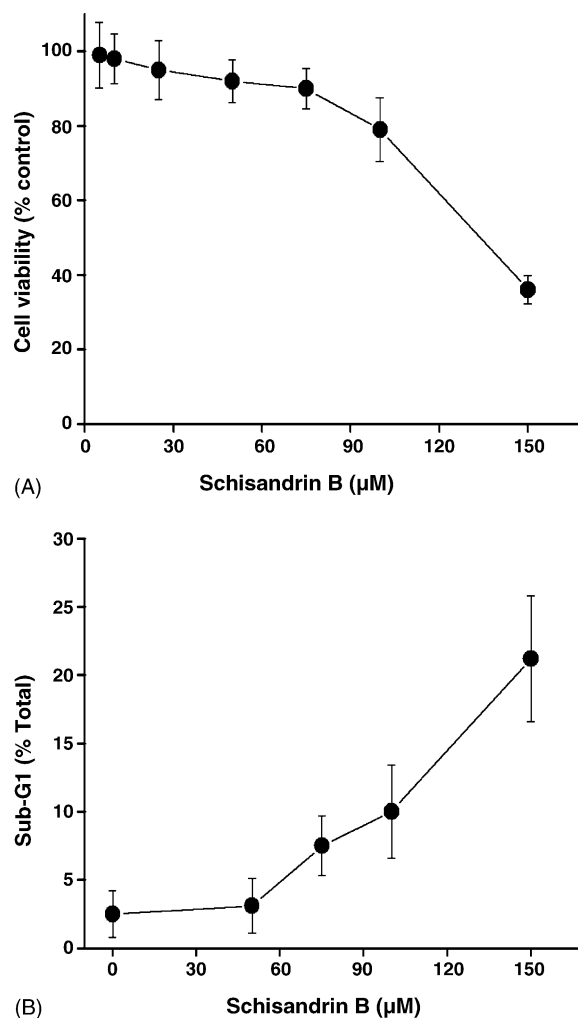 100
80
60
40
20
0
Cell viability (% control)
0 30 60 90 120 150
Schisandrin B (µM)
(A)
30
25
20
15
10
5
0
Sub-G1 (% Total)
0 30 60 90 120 150
Schisandrin B (µM)
(B)